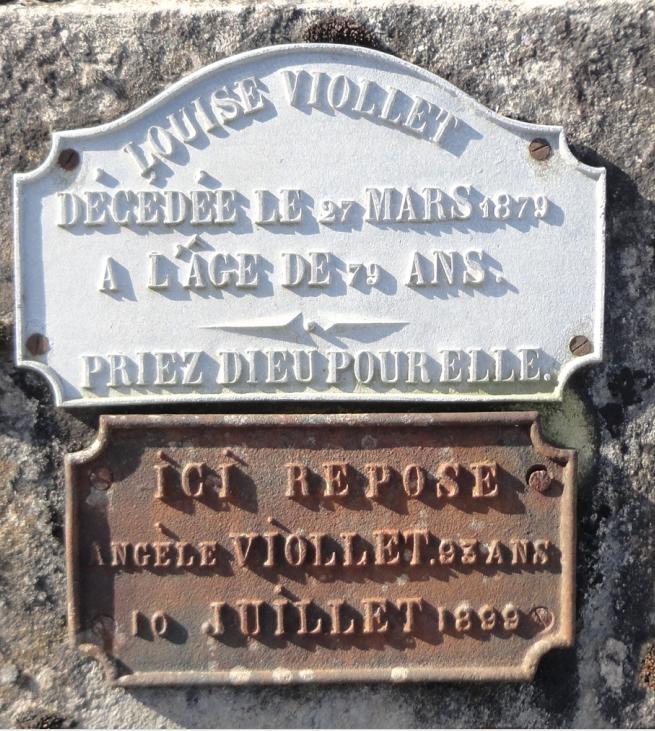 LOUISE VIOLLET
DÉCÉDÉE LE 27 MARS 1879
A L'ÂGE DE 79 ANS.
PRIEZ DIEU POUR ELLE.
ICI REPOSE
ANGÈLE VIOLLET. 93 ANS
10 JUILLET 1899